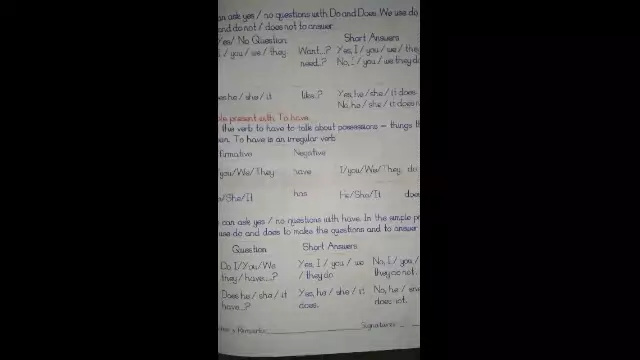 an ask yes / no questions with Do and Does. We use do
and do not / does not to answer.
Yes/ No Question Short Answers
I / you / we / they Want...? Yes, I / you / we / they
need..? No, I / you / we they do
es he / she / it like..? Yes, he / she / it does.
No, he / she / it does n
ple present with To have.
the verb to have to talk about possessions – things th
en. To have is an irregular verb.
firmative Negative
you/We/They have I/you/We/They do
e/She/It has He/She/It does
can ask yes / no questions with have. In the simple pr
use do and does to make the questions and to answer
Question Short Answers
Do I/You/We Yes, I / you / we No, I / you /
they/have....? / they do they do not.
Does he / she / it Yes, he / she / it No, he / she
have..? does. does not.
Remarks: Signature: